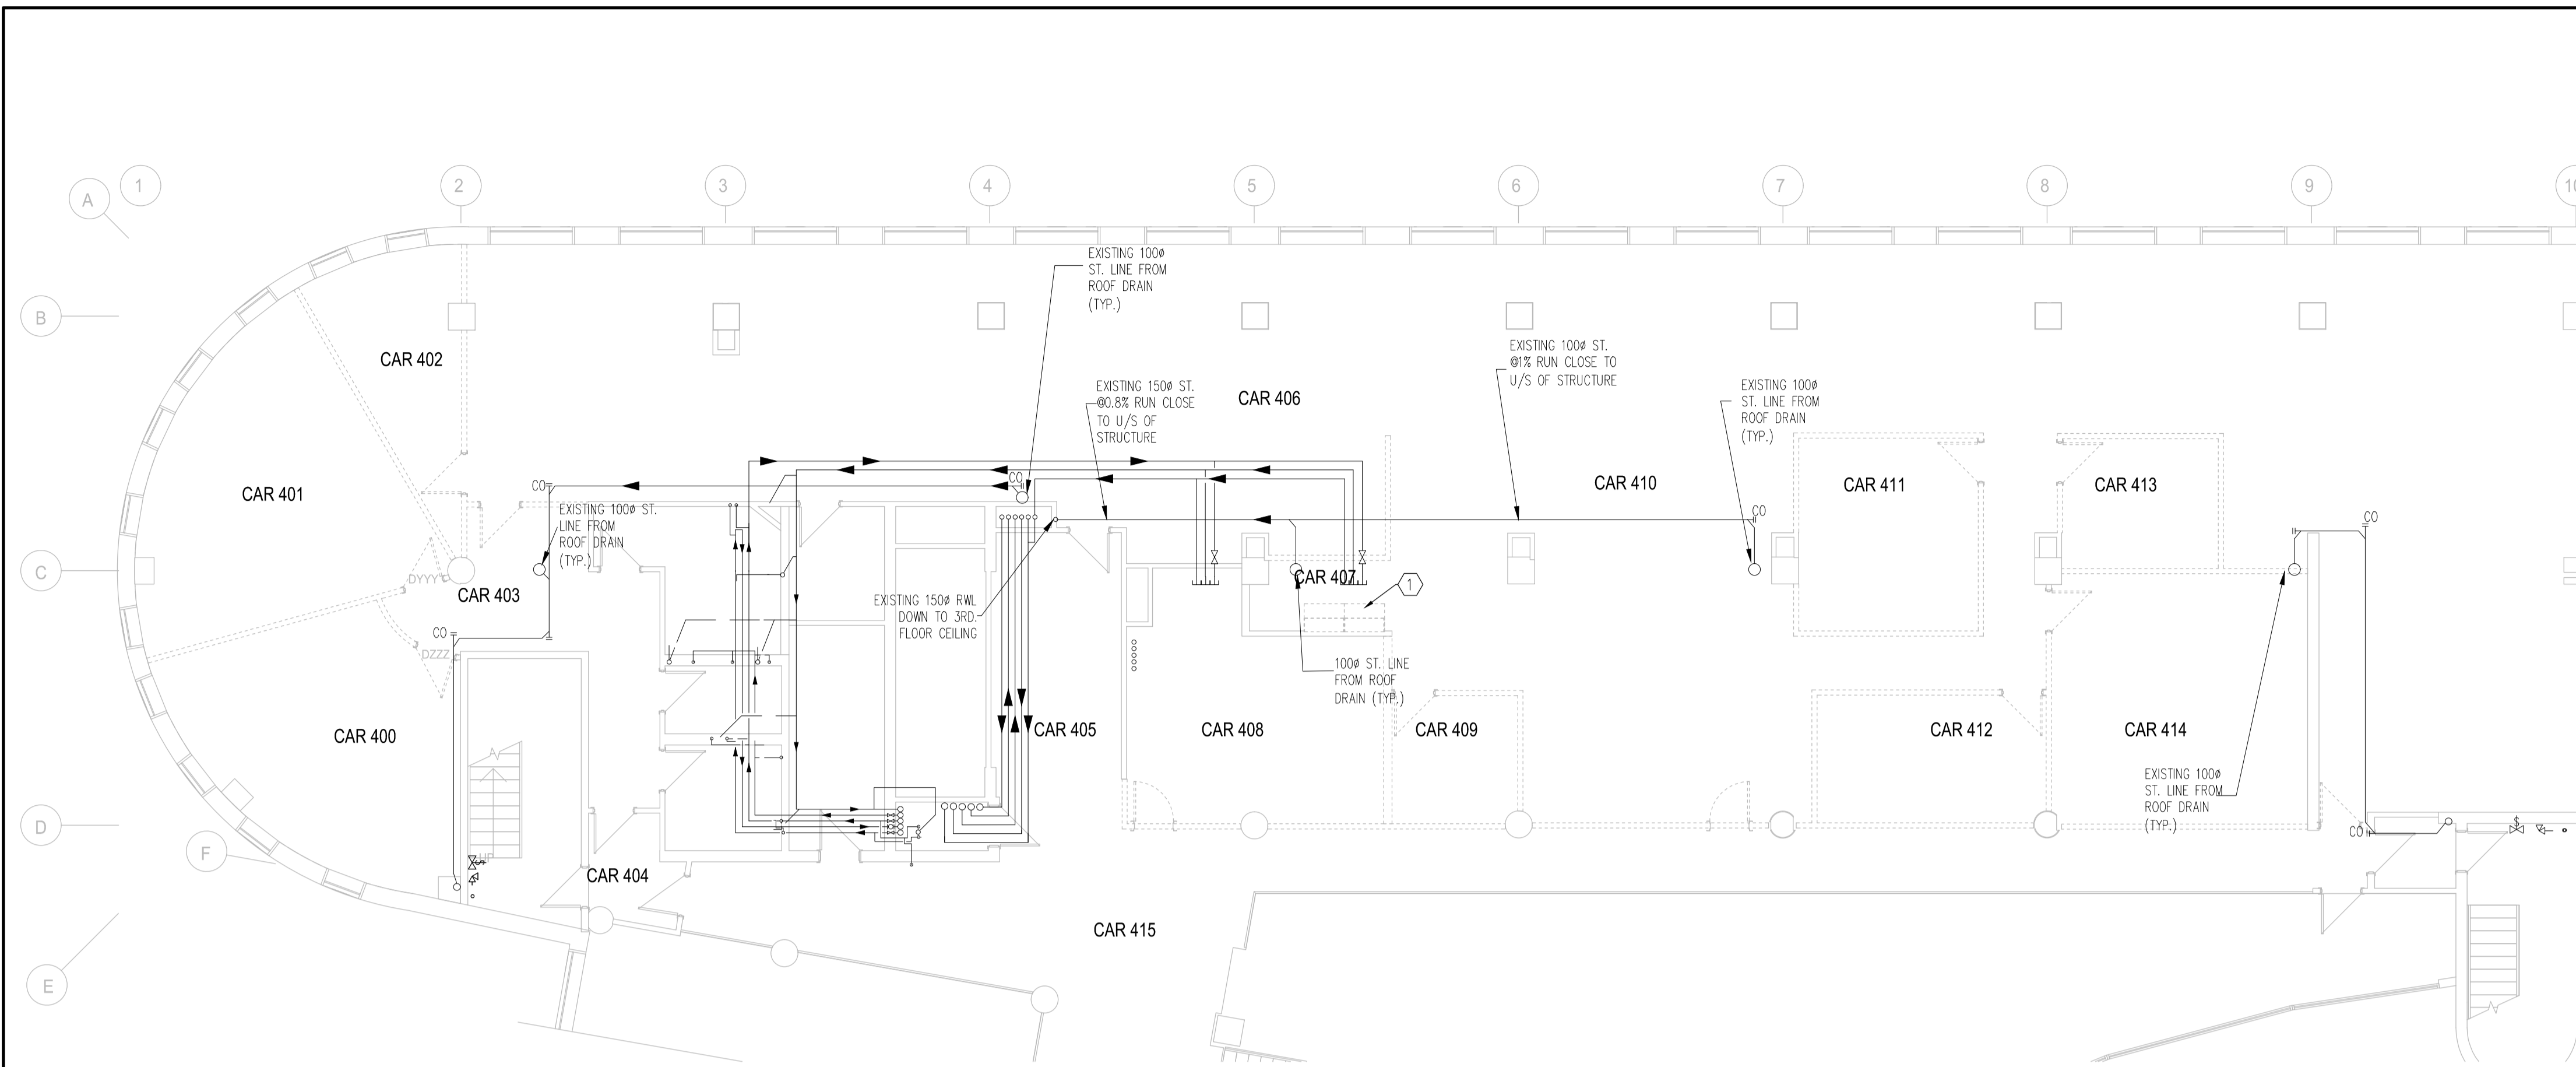 A
1
2
3
4
5
6
7
8
9
B
C
D
F
E
EXISTING 100ø
ST. LINE FROM
ROOF DRAIN
(TYP.)
CAR 402
EXISTING 150ø ST.
@0.8% RUN CLOSE
TO U/S OF
STRUCTURE
CAR 406
EXISTING 100ø ST.
@1% RUN CLOSE TO
U/S OF STRUCTURE
EXISTING 100ø
ST. LINE FROM
ROOF DRAIN
(TYP.)
CAR 401
CO
CO
CAR 410
CAR 411
CAR 413
EXISTING 100ø ST.
LINE FROM
ROOF DRAIN
(TYP.)
CO
CO
DYYY
CAR 403
CAR 407
1
EXISTING 150ø RWL
DOWN TO 3RD.
FLOOR CEILING
CO
DZZZ
100ø ST. LINE
FROM ROOF
DRAIN (TYP.)
CAR 400
CAR 405
CAR 408
CAR 409
CAR 412
CAR 414
EXISTING 100ø
ST. LINE FROM
ROOF DRAIN
(TYP.)
CO
UP
CAR 404
CAR 415